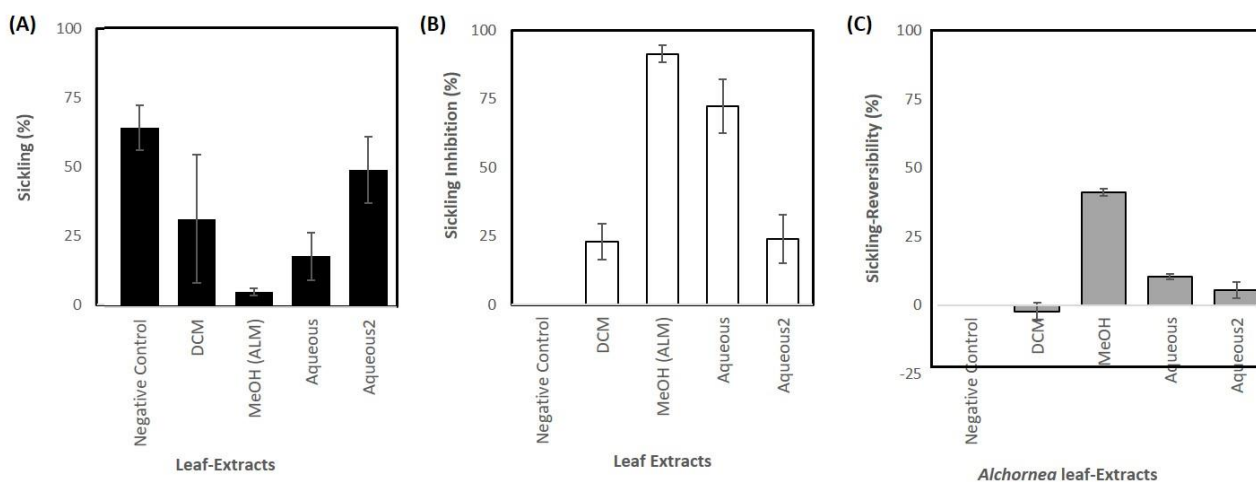 (A)
100
75
50
25
0
Sickling (%)
Negative Control
DCM
MeOH (ALM)
Aqueous
Aqueous2
Leaf-Extracts
(B)
100
75
50
25
0
Sickling Inhibition (%)
Negative Control
DCM
MeOH (ALM)
Aqueous
Aqueous2
Leaf Extracts
(C)
100
75
50
25
0
-25
Sickling-Reversibility (%)
Negative Control
DCM
MeOH
Aqueous
Aqueous2
Alchornea leaf-Extracts